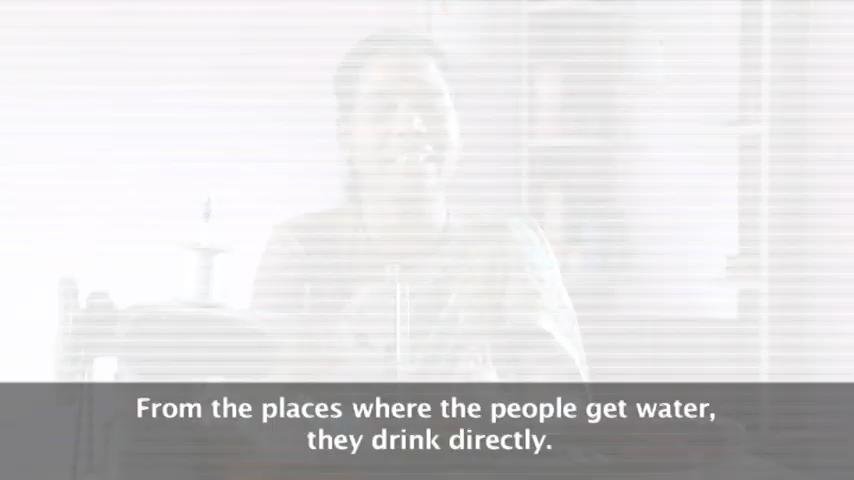 From the places where the people get water,
they drink directly.